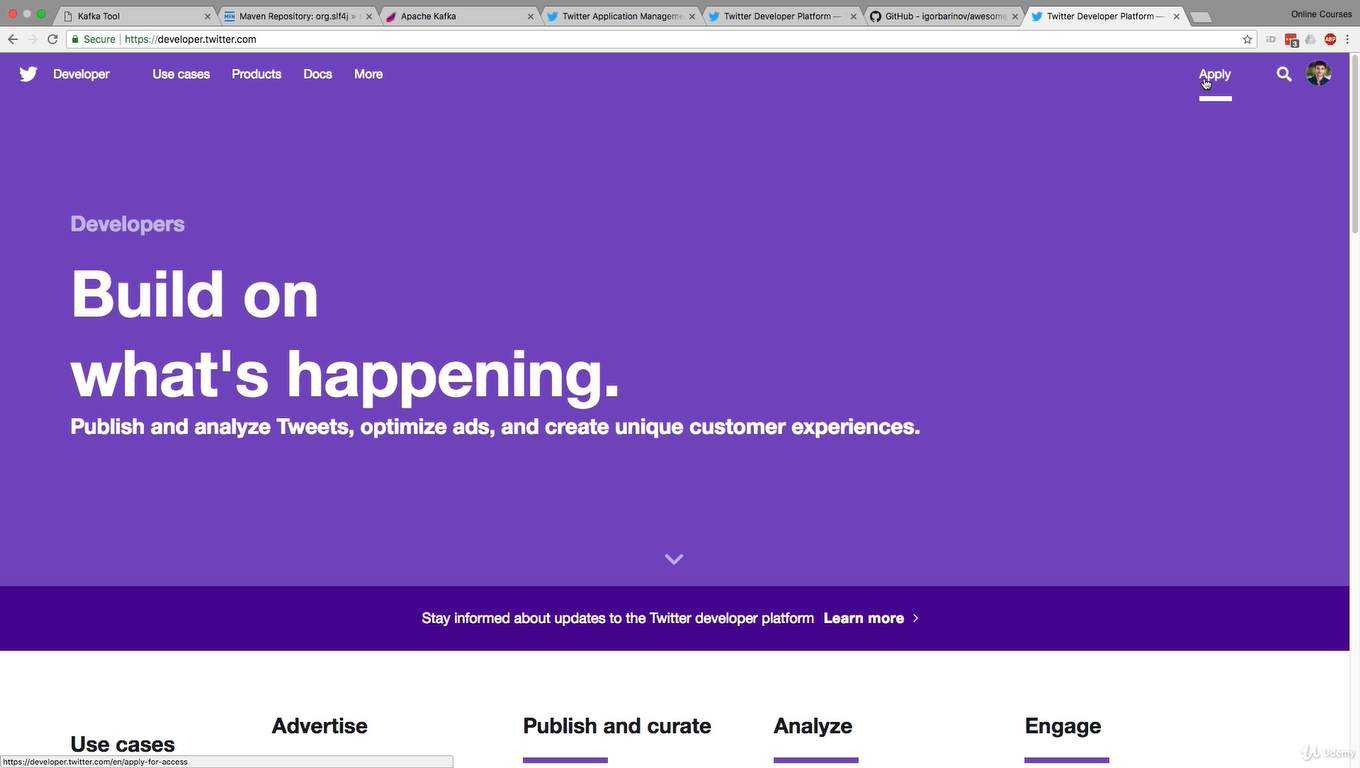 Kafka Tool
Maven Repository: org.slf4j »
Apache Kafka
Twitter Application Manageme
Twitter Developer Platform —
GitHub - igorbarinov/awesome
Twitter Developer Platform —
Online Courses
Secure https://developer.twitter.com
iD
3
ABP
Developer
Use cases
Products
Docs
More
Apply
Developers
Build on
what's happening.
Publish and analyze Tweets, optimize ads, and create unique customer experiences.
Stay informed about updates to the Twitter developer platform Learn more
Use cases
Advertise
Publish and curate
Analyze
Engage
https://developer.twitter.com/en/apply-for-access
Udemy